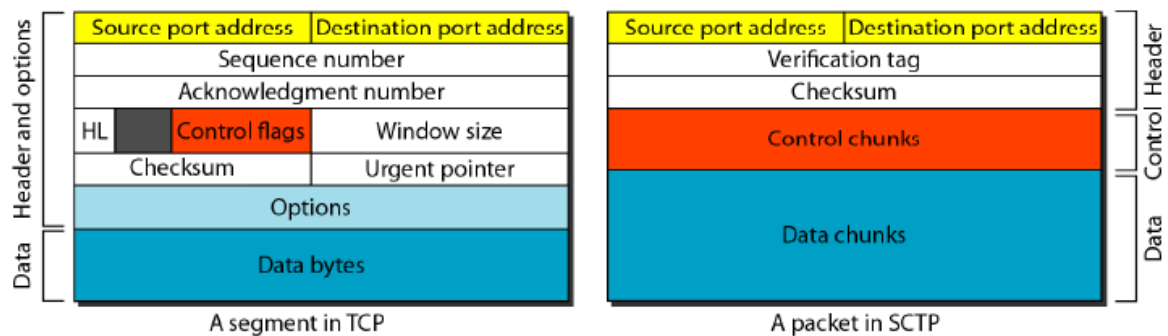 Header and options
Data
Source port address Destination port address
Sequence number
Acknowledgment number
HL Control flags Window size
Checksum Urgent pointer
Options
Data bytes
A segment in TCP
Source port address Destination port address
Verification tag
Checksum
Control chunks
Data chunks
A packet in SCTP
Header
Control
Data